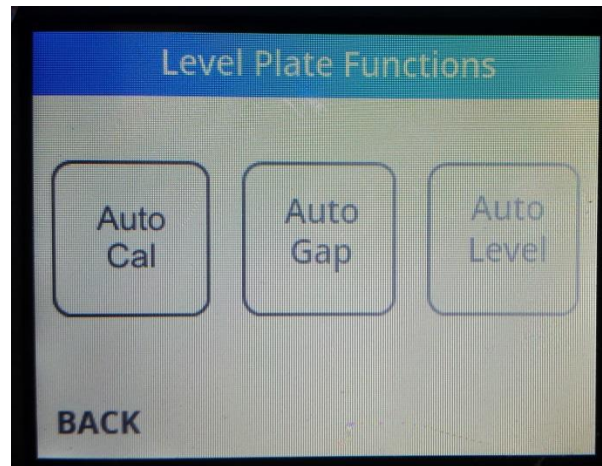 Level Plate Functions
Auto
Cal
Auto
Gap
Auto
Level
BACK